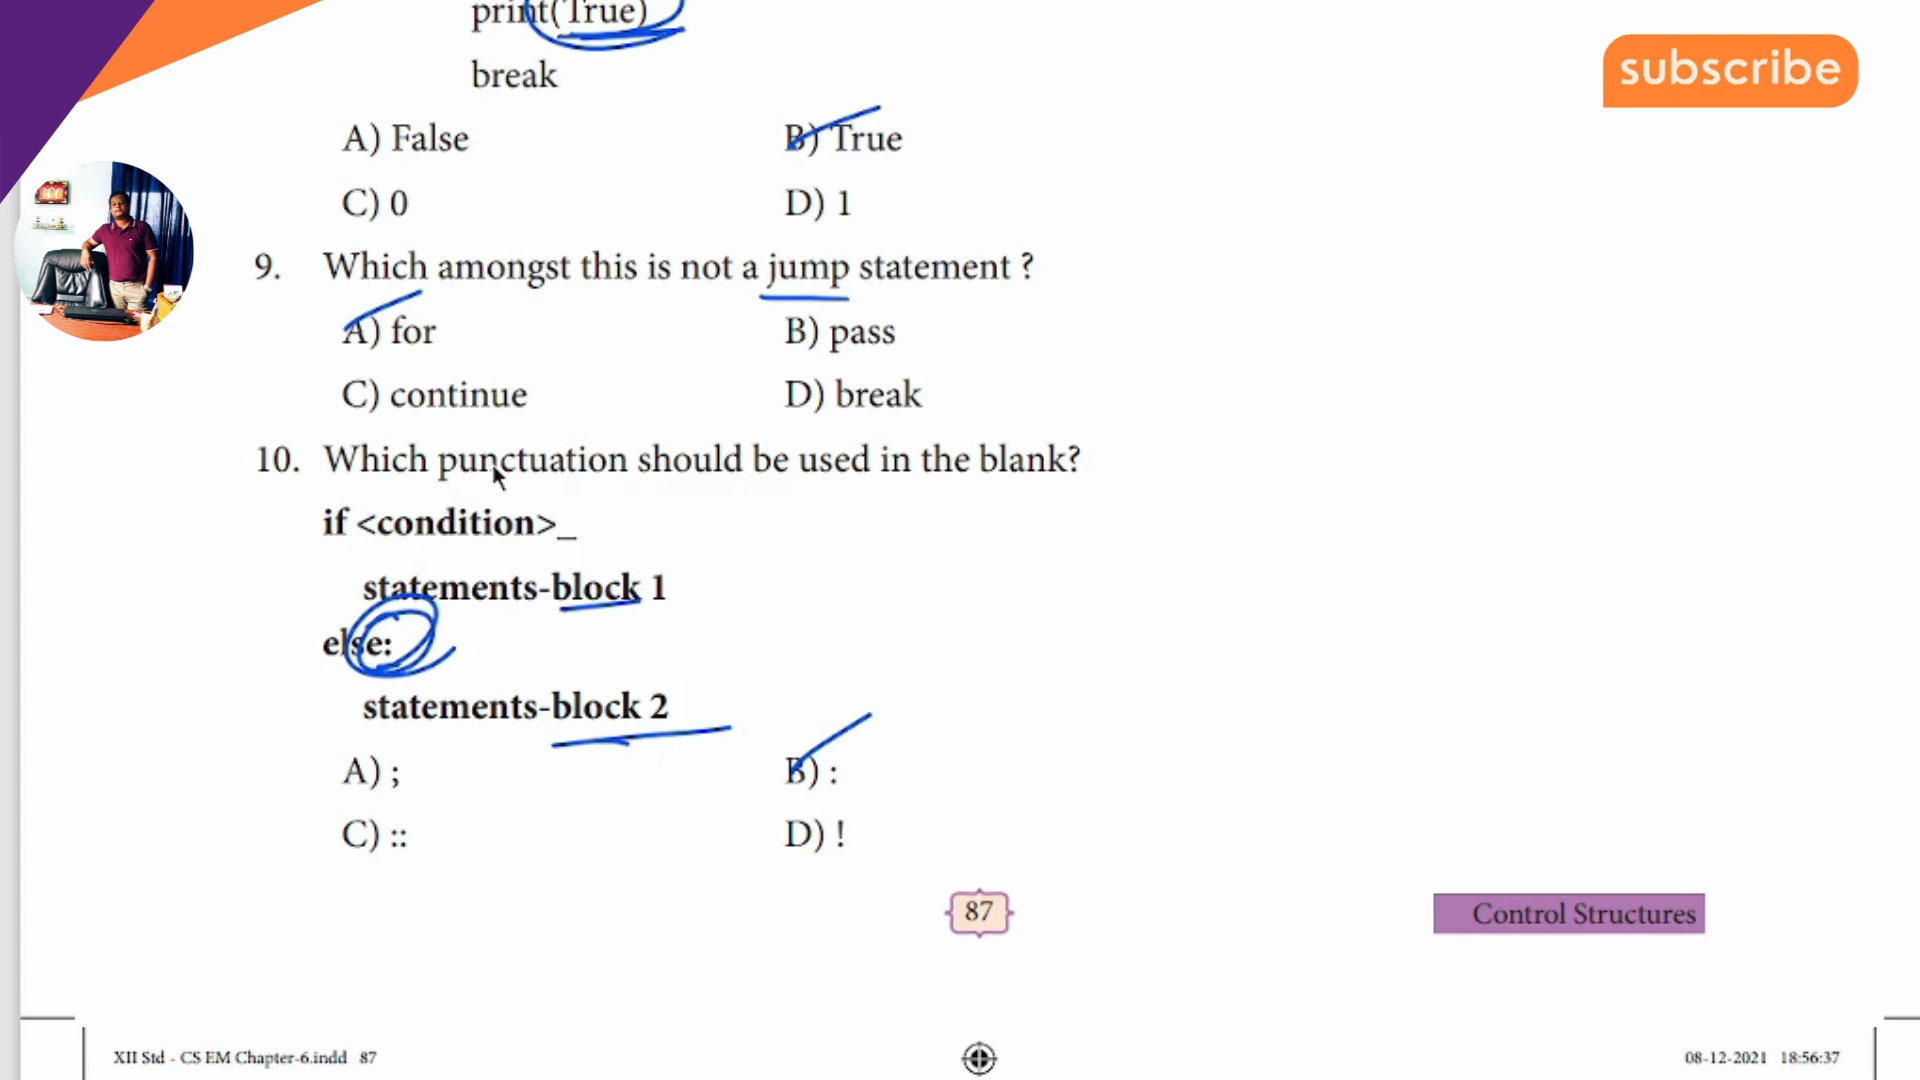 print(True)
subscribe
break
A) False B) True
C) 0 D) 1
9. Which amongst this is not a jump statement ?
A) for B) pass
C) continue D) break
10. Which punctuation should be used in the blank?
if <condition>_
statements-block 1
else:
statements-block 2
A) ; B) :
C) :: D) !
87
Control Structures
XII Std - CS EM Chapter-6.indd 87 08-12-2021 18:56:37